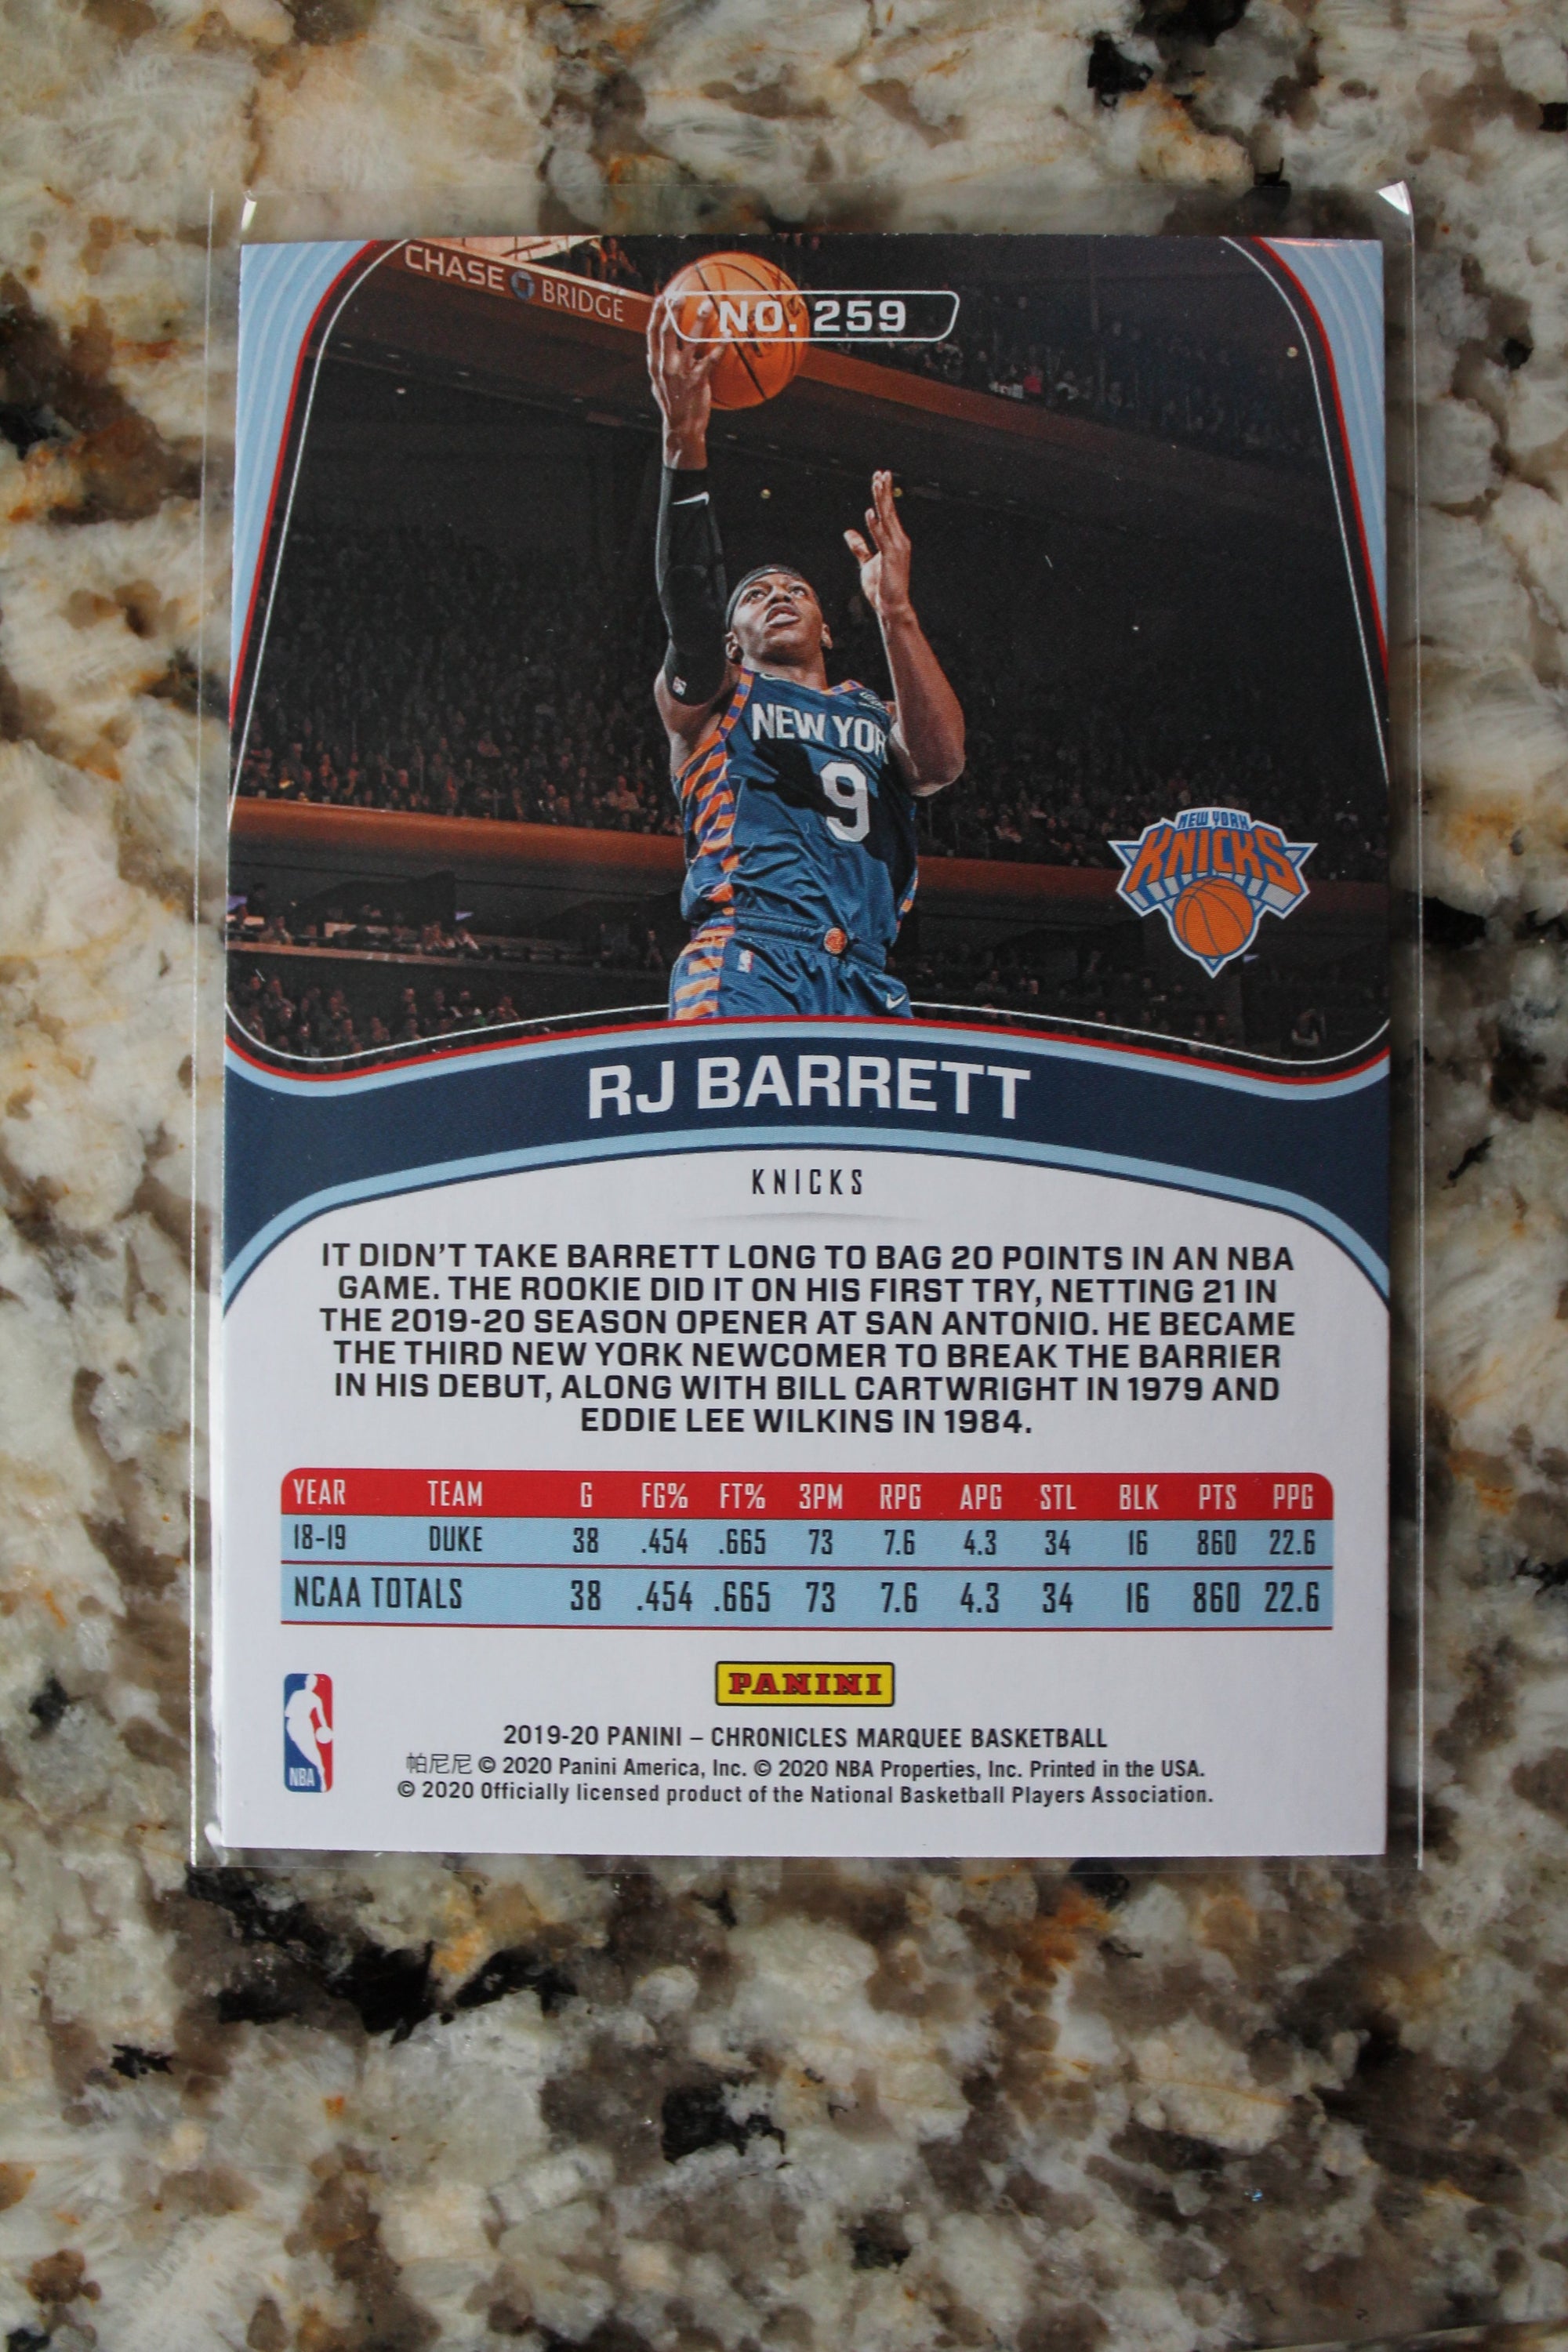 CHASE BRIDGE
NO. 259
NEW YOR
9
NEW YORK
KNICKS
RJ BARRETT
KNICKS
IT DIDN'T TAKE BARRETT LONG TO BAG 20 POINTS IN AN NBA
GAME. THE ROOKIE DID IT ON HIS FIRST TRY, NETTING 21 IN
THE 2019-20 SEASON OPENER AT SAN ANTONIO. HE BECAME
THE THIRD NEW YORK NEWCOMER TO BREAK THE BARRIER
IN HIS DEBUT, ALONG WITH BILL CARTWRIGHT IN 1979 AND
EDDIE LEE WILKINS IN 1984.
YEAR TEAM G FG% FT% 3PM RPG APG STL BLK PTS PPG
18-19 DUKE 38 .454 .665 73 7.6 4.3 34 16 860 22.6
NCAA TOTALS 38 .454 .665 73 7.6 4.3 34 16 860 22.6
PANINI
2019-20 PANINI – CHRONICLES MARQUEE BASKETBALL
帕尼尼 © 2020 Panini America, Inc. © 2020 NBA Properties, Inc. Printed in the USA.
© 2020 Officially licensed product of the National Basketball Players Association.
NBA